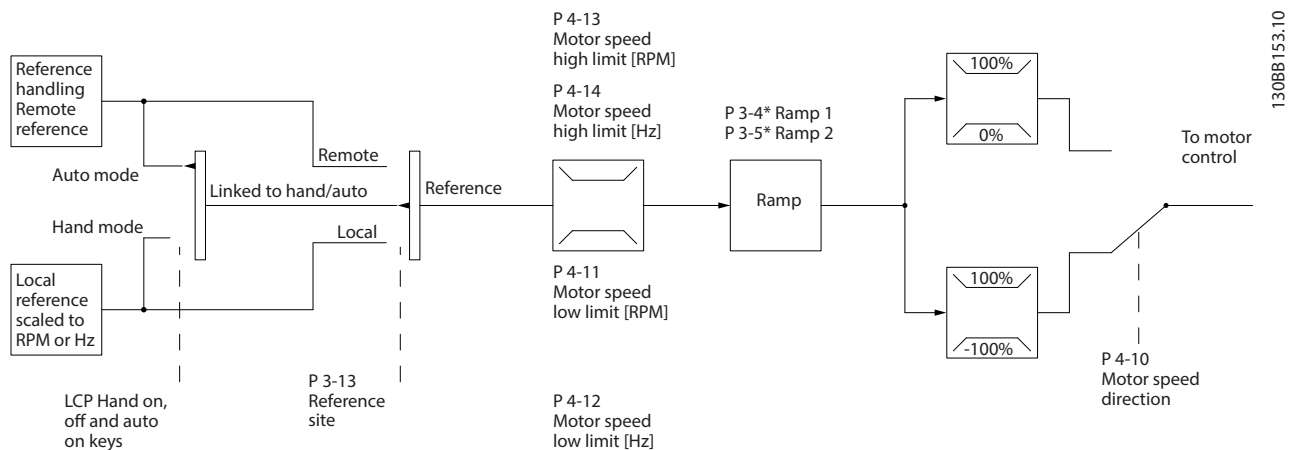 Reference
handling
Remote
reference
Auto mode
Hand mode
Local
reference
scaled to
RPM or Hz
LCP Hand on,
off and auto
on keys
Linked to hand/auto
Remote
Local
P 3-13
Reference
site
Reference
P 4-13
Motor speed
high limit [RPM]
P 4-14
Motor speed
high limit [Hz]
P 4-11
Motor speed
low limit [RPM]
P 4-12
Motor speed
low limit [Hz]
P 3-4* Ramp 1
P 3-5* Ramp 2
Ramp
100%
0%
100%
-100%
To motor
control
P 4-10
Motor speed
direction
130BB153.10